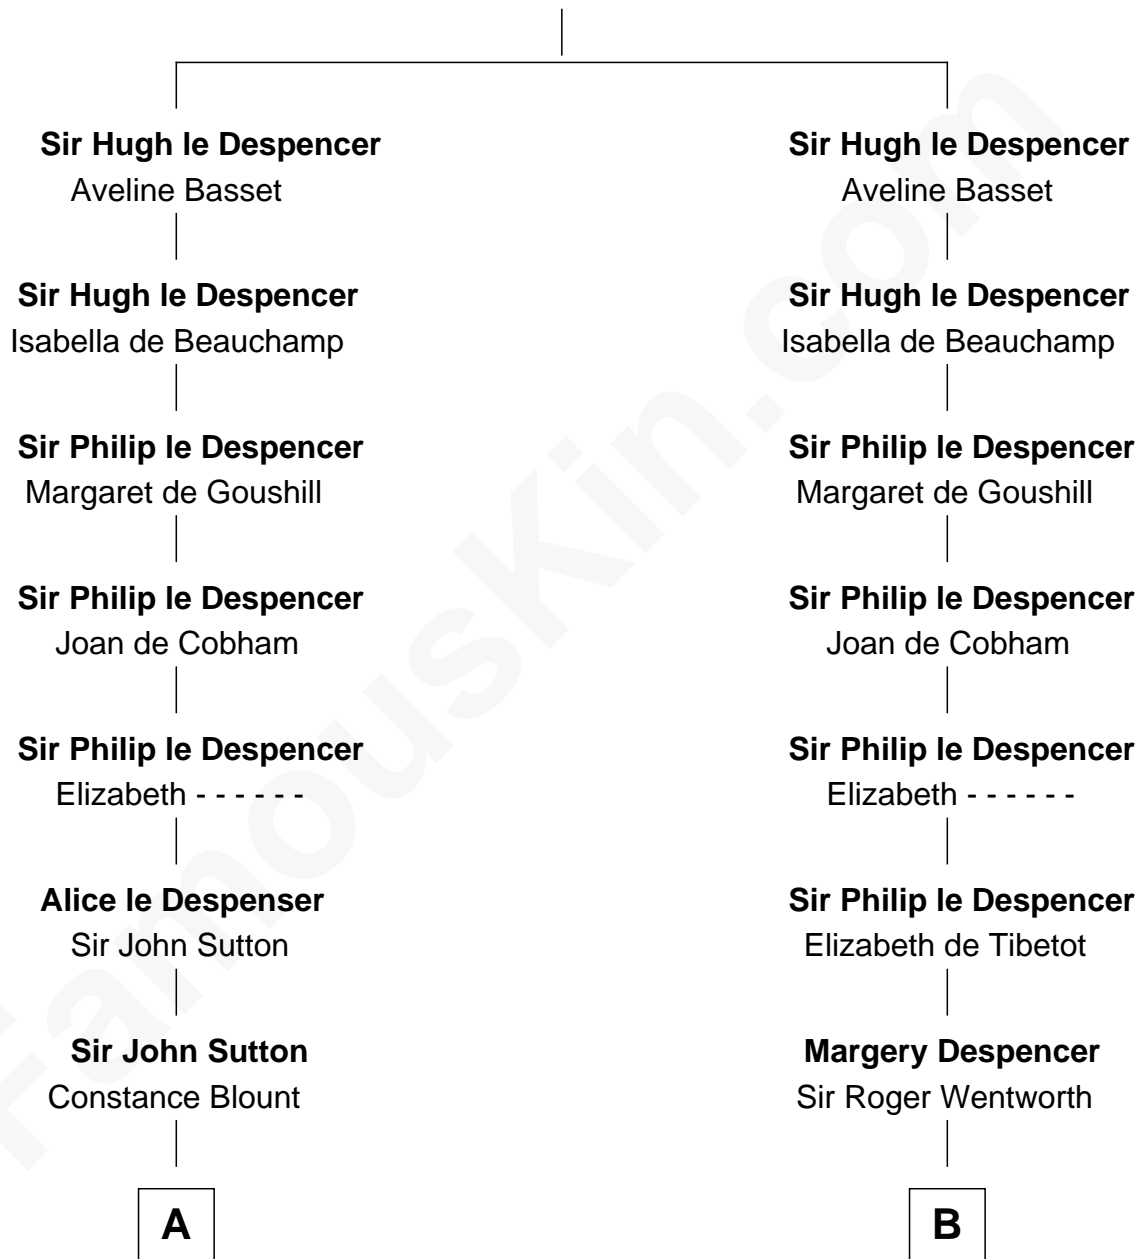 Sir Hugh le Despencer
Aveline Basset
Sir Hugh le Despencer
Isabella de Beauchamp
Sir Philip le Despencer
Margaret de Goushill
Sir Philip le Despencer
Joan de Cobham
Sir Philip le Despencer
Elizabeth - - - - - -
Alice le Despenser
Sir John Sutton
Sir John Sutton
Constance Blount
A
Sir Hugh le Despencer
Aveline Basset
Sir Hugh le Despencer
Isabella de Beauchamp
Sir Philip le Despencer
Margaret de Goushill
Sir Philip le Despencer
Joan de Cobham
Sir Philip le Despencer
Elizabeth - - - - - -
Sir Philip le Despencer
Elizabeth de Tibetot
Margery Despencer
Sir Roger Wentworth
B
FamousKin.com